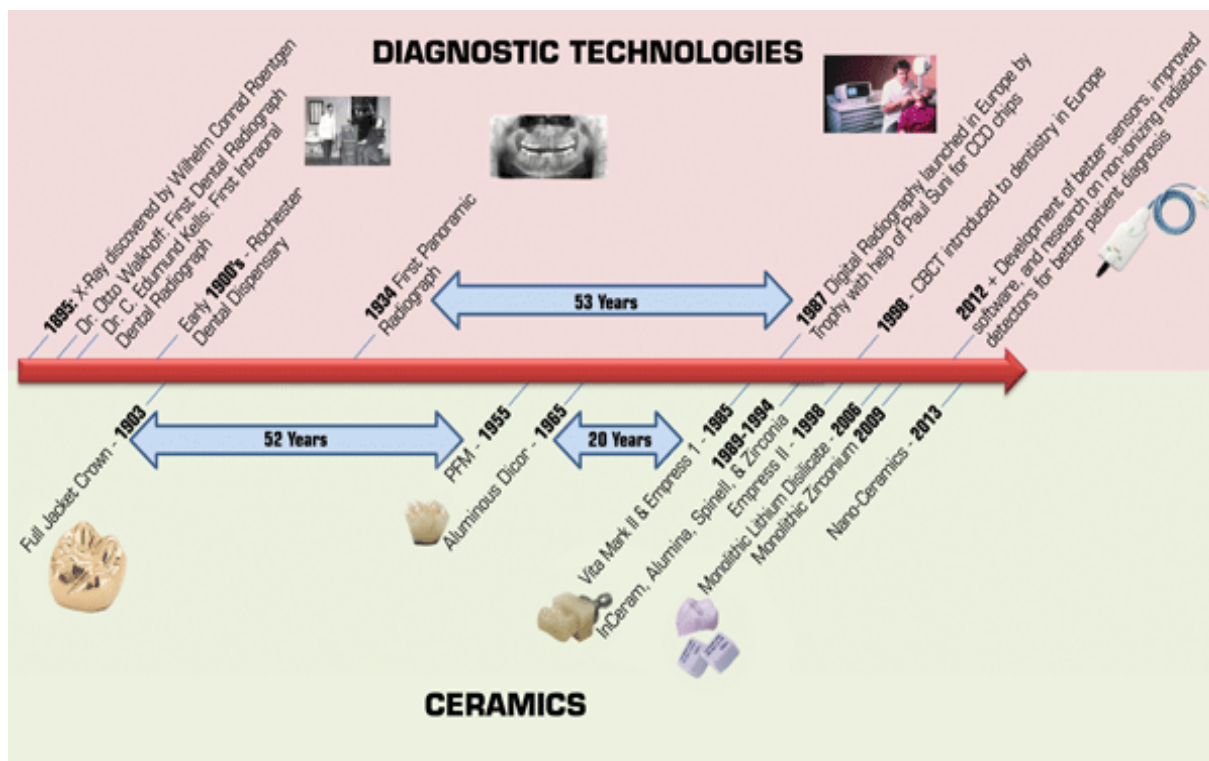 DIAGNOSTIC TECHNOLOGIES
1895: X-Ray discovered by Wilhelm Conrad Roentgen
Dr. Otto Walkhoff: First Dental Radiograph
Dr. C. Edumund Kells: First Intraoral
Dental Radiograph
Early 1900's - Rochester
Dental Dispensary
1934 First Panoramic
Radiograph
53 Years
1987 Digital Radiography launched in Europe by
Trophy with help of Paul Suni for CCD chips
1998 - CBCT introduced to dentistry in Europe
2012 + Development of better sensors, improved
software, and research on non-ionizing radiation
detectors for better patient diagnosis
Full Jacket Crown - 1903
52 Years
PFM - 1955
Aluminous Dicor - 1965
20 Years
Vita Mark II & Empress 1 - 1985
1989-1994
InCeram, Alumina, Spinell, & Zirconia
Empress II - 1998
Monolithic Lithium Disilicate - 2006
Monolithic Zirconium 2009
Nano-Ceramics - 2013
CERAMICS